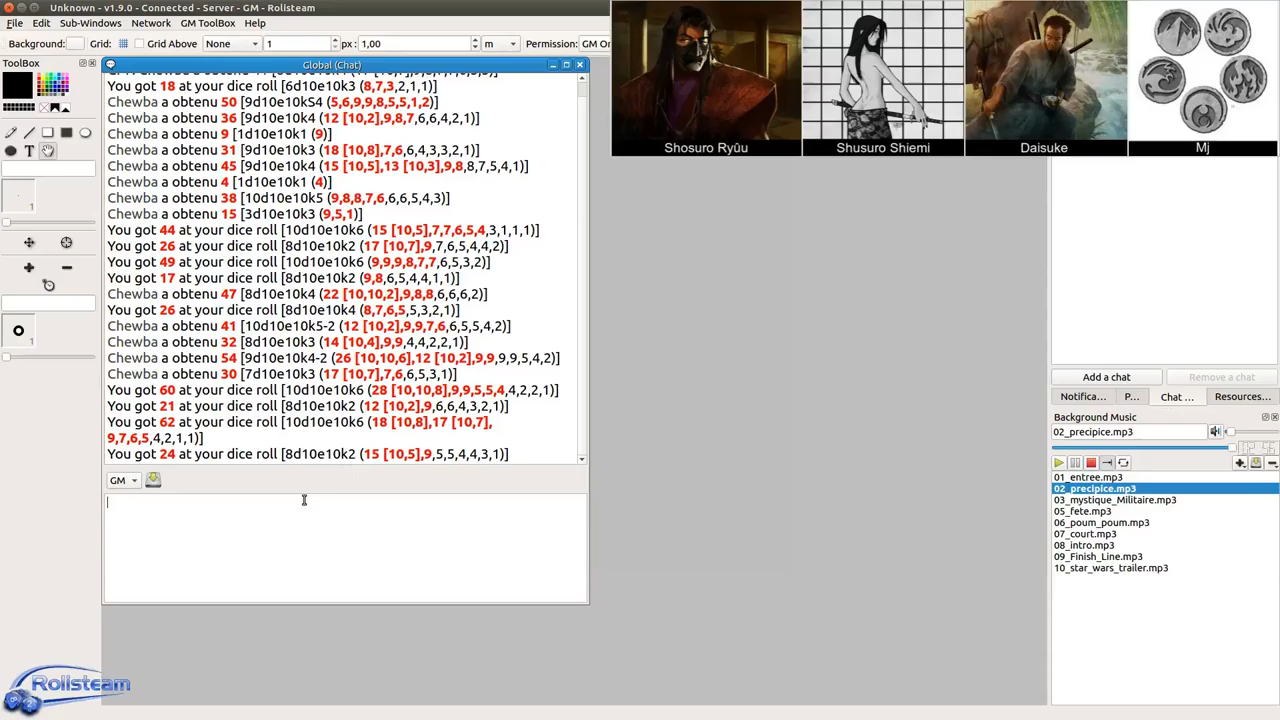 Unknown - v1.9.0 - Connected - Server - GM - Rollisteam
File Edit Sub-Windows Network GM ToolBox Help
Background: Grid: Grid Above None 1 px : 1,00 m Permission: GM On
ToolBox
Global (Chat)
You got 18 at your dice roll [6d10e10k3 (8,7,3,2,1,1)]
Chewba a obtenu 50 [9d10e10kS4 (5,6,9,9,8,5,5,1,2)]
Chewba a obtenu 36 [9d10e10k4 (12 [10,2],9,8,7,6,6,4,2,1)]
Chewba a obtenu 9 [1d10e10k1 (9)]
Chewba a obtenu 31 [9d10e10k3 (18 [10,8],7,6,6,4,3,3,2,1)]
Chewba a obtenu 45 [9d10e10k4 (15 [10,5],13 [10,3],9,8,8,7,5,4,1)]
Chewba a obtenu 4 [1d10e10k1 (4)]
Chewba a obtenu 38 [10d10e10k5 (9,8,8,7,6,6,6,5,4,3)]
Chewba a obtenu 15 [3d10e10k3 (9,5,1)]
You got 44 at your dice roll [10d10e10k6 (15 [10,5],7,7,6,5,4,3,1,1,1)]
You got 26 at your dice roll [8d10e10k2 (17 [10,7],9,7,6,5,4,4,2)]
You got 49 at your dice roll [10d10e10k6 (9,9,9,8,7,7,6,5,3,2)]
You got 17 at your dice roll [8d10e10k2 (9,8,6,5,4,4,1,1)]
Chewba a obtenu 47 [8d10e10k4 (22 [10,10,2],9,8,8,6,6,6,2)]
You got 26 at your dice roll [8d10e10k4 (8,7,6,5,5,3,2,1)]
Chewba a obtenu 41 [10d10e10k5-2 (12 [10,2],9,9,7,6,6,5,5,4,2)]
Chewba a obtenu 32 [8d10e10k3 (14 [10,4],9,9,4,4,2,2,1)]
Chewba a obtenu 54 [9d10e10k4-2 (26 [10,10,6],12 [10,2],9,9,9,9,5,4,2)]
Chewba a obtenu 30 [7d10e10k3 (17 [10,7],7,6,6,5,3,1)]
You got 60 at your dice roll [10d10e10k6 (28 [10,10,8],9,9,5,5,4,4,2,2,1)]
You got 21 at your dice roll [8d10e10k2 (12 [10,2],9,6,6,4,3,2,1)]
You got 62 at your dice roll [10d10e10k6 (18 [10,8],17 [10,7],
9,7,6,5,4,2,1,1)]
You got 24 at your dice roll [8d10e10k2 (15 [10,5],9,5,5,4,4,3,1)]
GM
1
1
Shosuro Ryûu
Shusuro Shiemi
Daisuke
Mj
Add a chat Remove a chat
Notifica... P... Chat ... Resources...
Background Music
02_precipice.mp3
01_entree.mp3
02_precipice.mp3
03_mystique_Militaire.mp3
05_fete.mp3
06_poum_poum.mp3
07_court.mp3
08_intro.mp3
09_Finish_Line.mp3
10_star_wars_trailer.mp3
Rollisteam